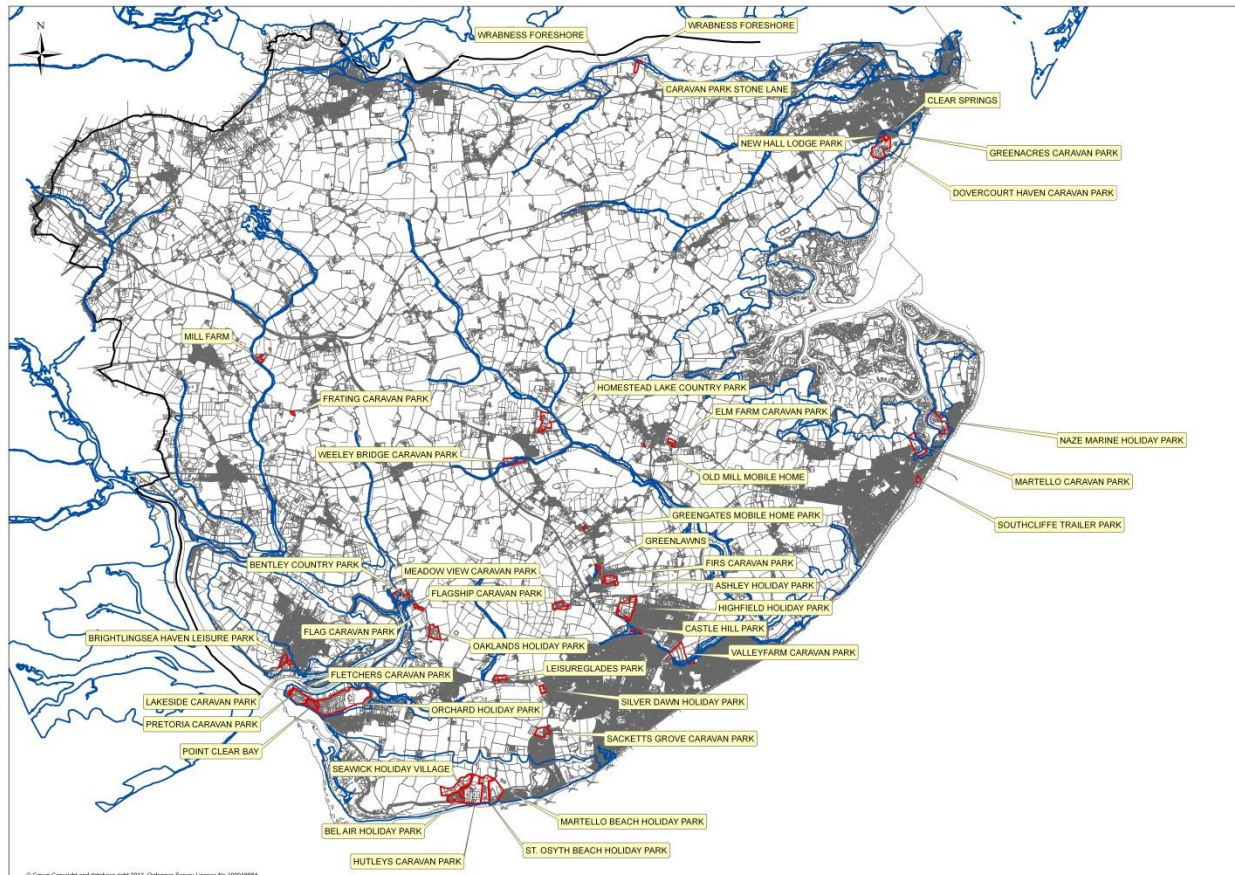 N
WRABNESS FORESHORE
WRABNESS FORESHORE
CARAVAN PARK STONE LANE
CLEAR SPRINGS
NEW HALL LODGE PARK
GREENACRES CARAVAN PARK
DOVERCOURT HAVEN CARAVAN PARK
MILL FARM
HOMESTEAD LAKE COUNTRY PARK
FRATING CARAVAN PARK
ELM FARM CARAVAN PARK
NAZE MARINE HOLIDAY PARK
WEELEY BRIDGE CARAVAN PARK
OLD MILL MOBILE HOME
MARTELLO CARAVAN PARK
SOUTHCLIFFE TRAILER PARK
GREENGATES MOBILE HOME PARK
GREENLAWNS
BENTLEY COUNTRY PARK
MEADOW VIEW CARAVAN PARK
FIRS CARAVAN PARK
ASHLEY HOLIDAY PARK
FLAGSHIP CARAVAN PARK
HIGHFIELD HOLIDAY PARK
FLAG CARAVAN PARK
CASTLE HILL PARK
BRIGHTLINGSEA HAVEN LEISURE PARK
OAKLANDS HOLIDAY PARK
VALLEYFARM CARAVAN PARK
LEISUREGLADES PARK
FLETCHERS CARAVAN PARK
LAKESIDE CARAVAN PARK
SILVER DAWN HOLIDAY PARK
ORCHARD HOLIDAY PARK
PRETORIA CARAVAN PARK
SACKETTS GROVE CARAVAN PARK
POINT CLEAR BAY
SEAWICK HOLIDAY VILLAGE
MARTELLO BEACH HOLIDAY PARK
BEL AIR HOLIDAY PARK
ST. OSYTH BEACH HOLIDAY PARK
HUTLEYS CARAVAN PARK